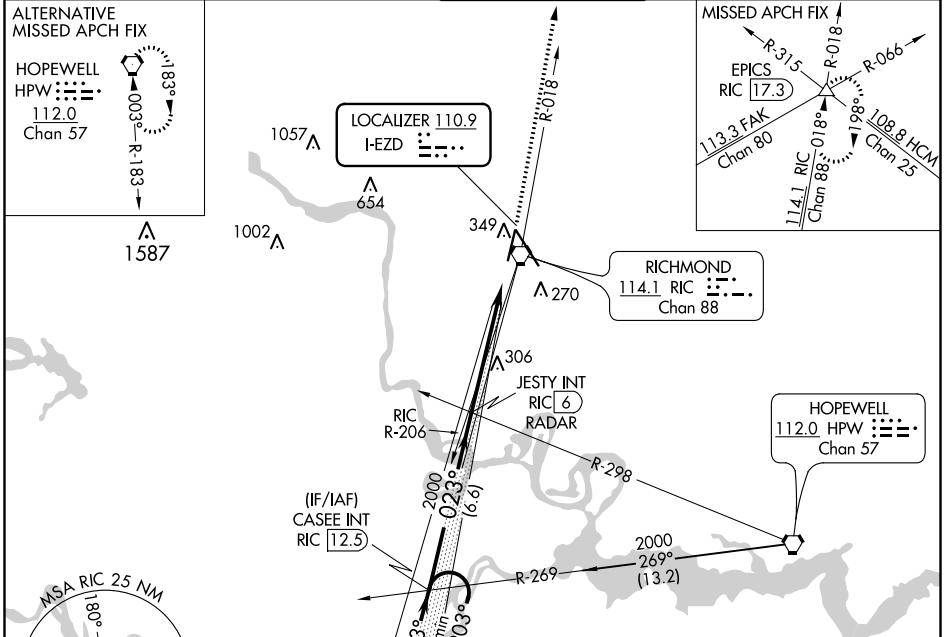 ALTERNATIVE
MISSED APCH FIX
HOPEWELL
HPW
112.0
Chan 57
183°
003°
R-183
1587
1057
LOCALIZER 110.9
I-EZD
654
1002
349
R-018
MISSED APCH FIX
R-315
R-018
R-066
EPICS
RIC 17.3
113.3 FAK
Chan 80
018°
198°
108.8 HCM
Chan 25
114.1 RIC
Chan 88
RICHMOND
114.1 RIC
Chan 88
270
306
JESTY INT
RIC 6
RADAR
RIC
R-206
HOPEWELL
112.0 HPW
Chan 57
R-298
2000
023°
(6.6)
(IF/IAF)
CASEE INT
RIC 12.5
2000
269°
(13.2)
R-269
MSA RIC 25 NM
180°
min